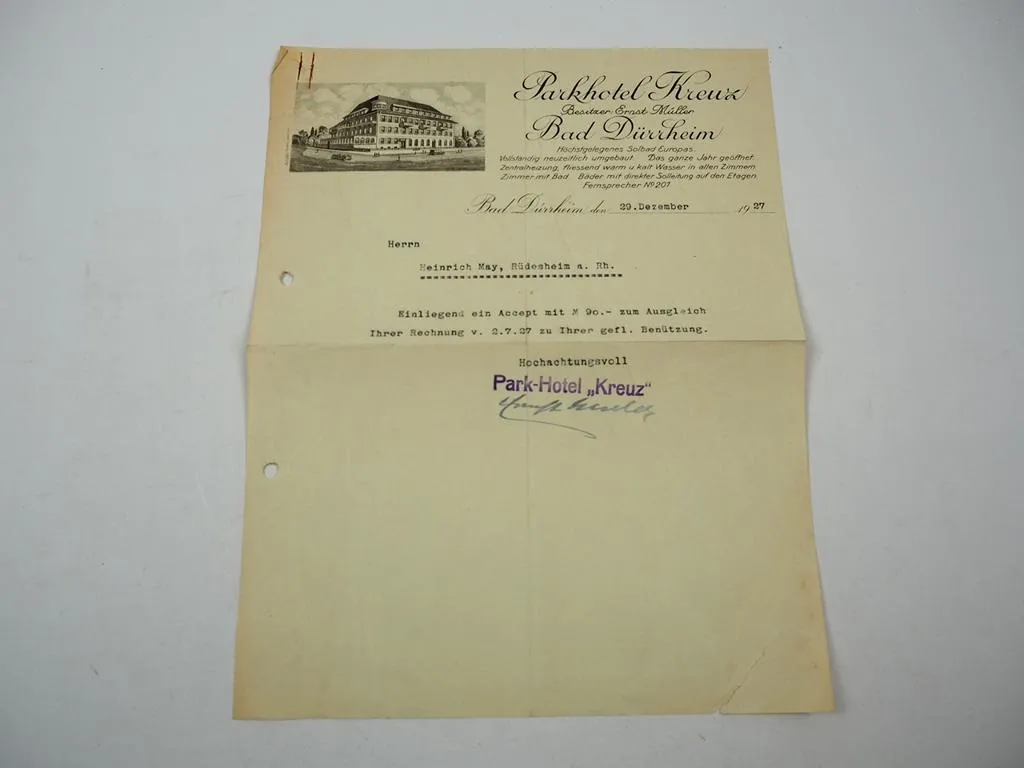 Parkhotel Kreuz
Besitzer: Ernst Müller
Bad Dürrheim
Höchstgelegenes Solbad Europas.
Vollständig neuzeitlich umgebaut. Das ganze Jahr geöffnet.
Zentralheizung, fliessend warm u. kalt Wasser in allen Zimmern.
Zimmer mit Bad. Bäder mit direkter Solleitung auf den Etagen.
Fernsprecher No 201
Bad Dürrheim den 29.Dezember 1927
Herrn
Heinrich May, Rüdesheim a. Rh.
Einliegend ein Accept mit M 90.- zum Ausgleich
Ihrer Rechnung v. 2.7.27 zu Ihrer gefl. Benützung.
Hochachtungsvoll
Park-Hotel „Kreuz"